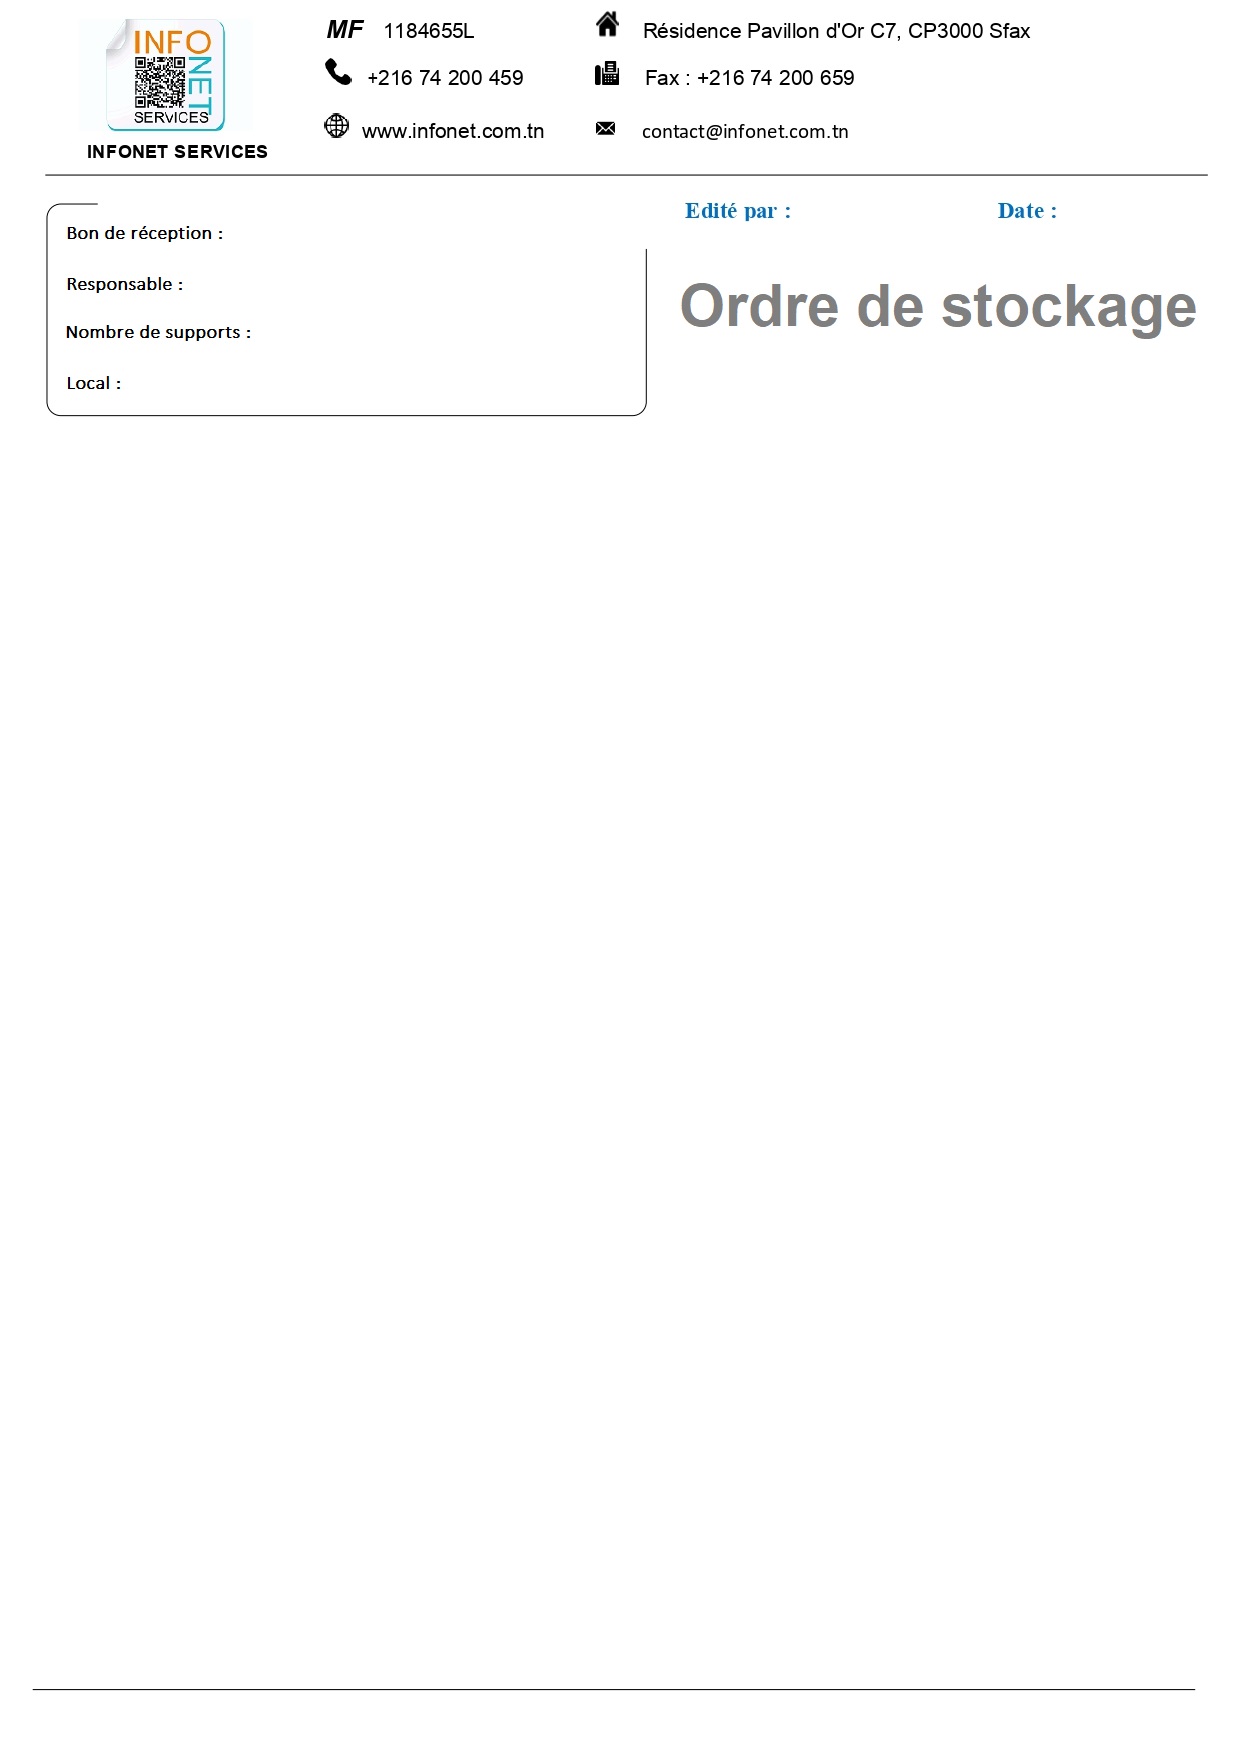 INFO
NET
SERVICES
INFONET SERVICES
MF 1184655L
Résidence Pavillon d'Or C7, CP3000 Sfax
+216 74 200 459
Fax : +216 74 200 659
www.infonet.com.tn
contact@infonet.com.tn
Edité par :
Date :
Bon de réception :
Responsable :
Nombre de supports :
Local :
Ordre de stockage